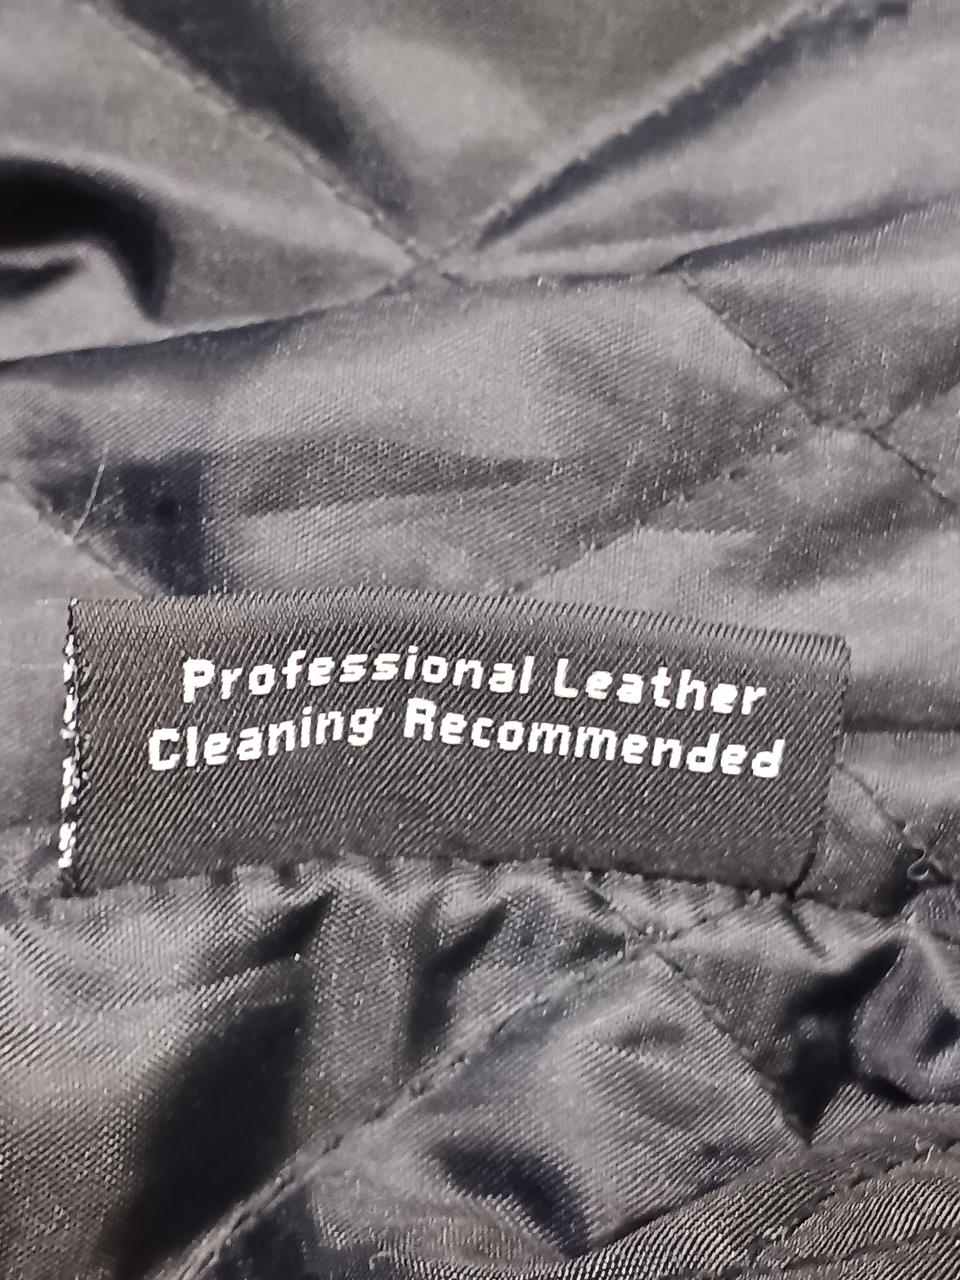 Professional Leather
Cleaning Recommended